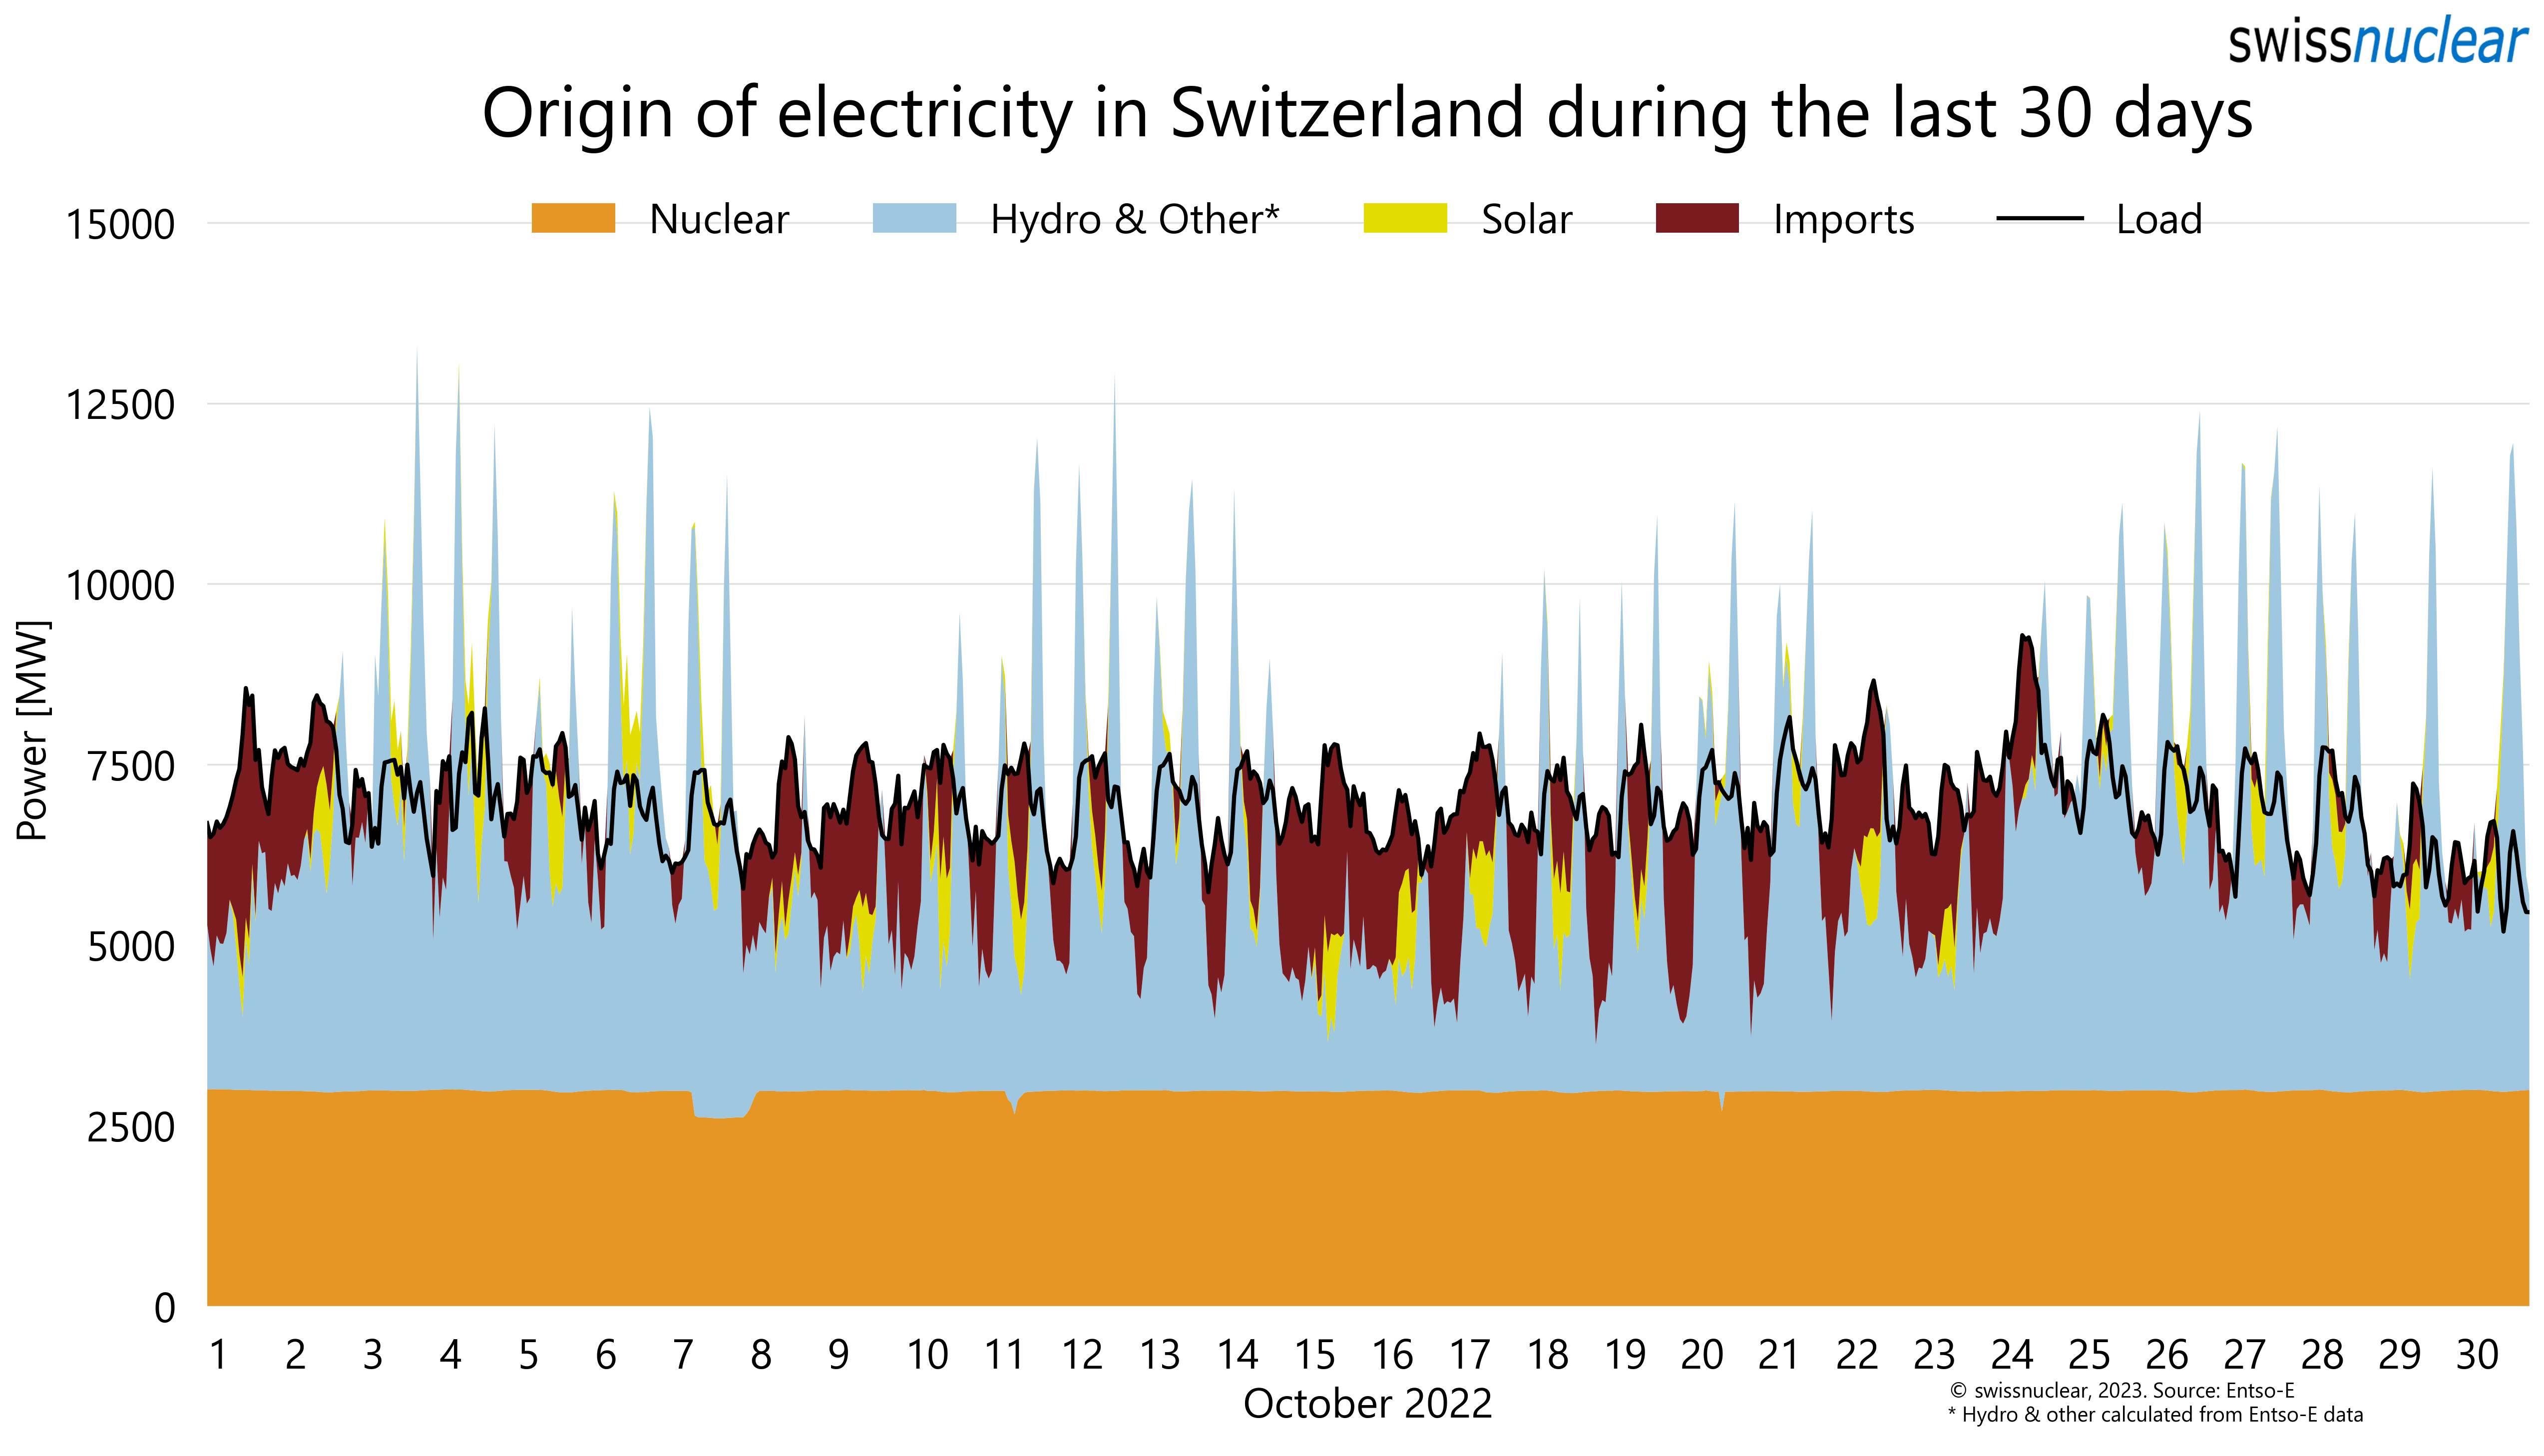 swissnuclear
Origin of electricity in Switzerland during the last 30 days
Nuclear Hydro & Other* Solar Imports Load
15000
12500
10000
7500
5000
2500
0
Power [MW]
1 2 3 4 5 6 7 8 9 10 11 12 13 14 15 16 17 18 19 20 21 22 23 24 25 26 27 28 29 30
October 2022
© swissnuclear, 2023. Source: Entso-E
* Hydro & other calculated from Entso-E data